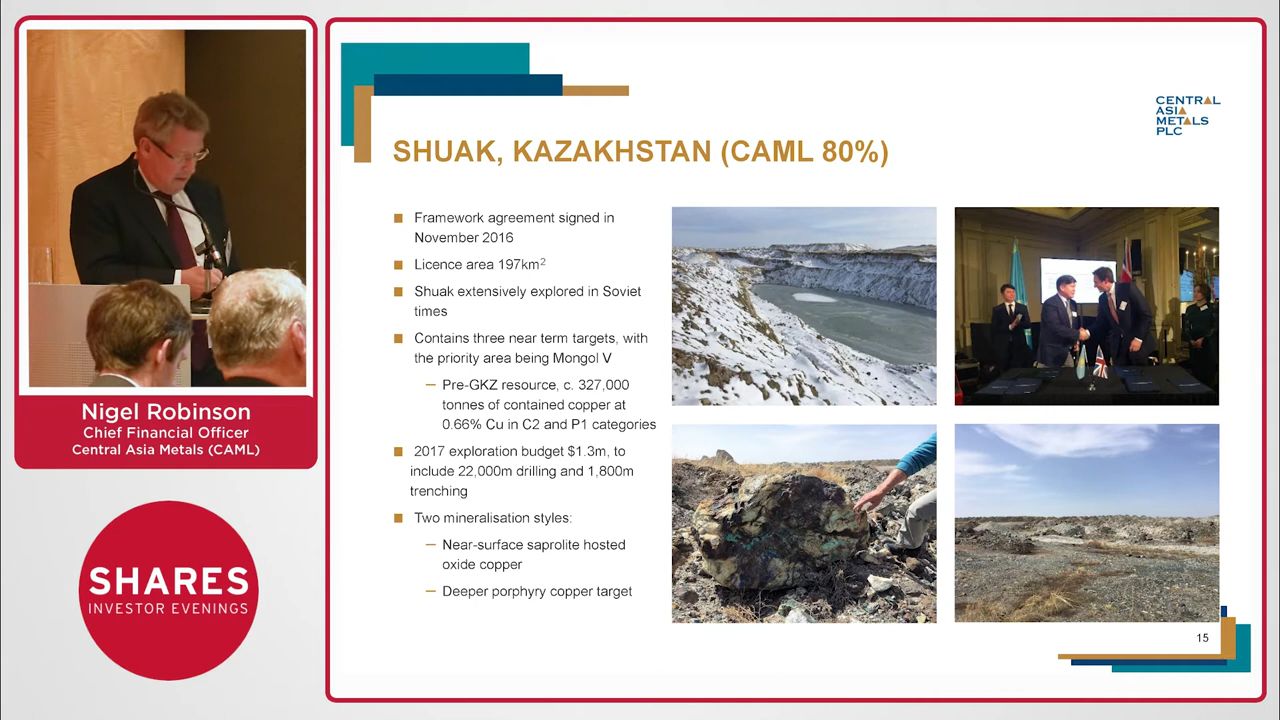 CENTRAL
ASIA
METALS
PLC
SHUAK, KAZAKHSTAN (CAML 80%)
■ Framework agreement signed in
November 2016
■ Licence area 197km²
■ Shuak extensively explored in Soviet
times
■ Contains three near term targets, with
the priority area being Mongol V
– Pre-GKZ resource, c. 327,000
tonnes of contained copper at
0.66% Cu in C2 and P1 categories
■ 2017 exploration budget $1.3m, to
include 22,000m drilling and 1,800m
trenching
■ Two mineralisation styles:
– Near-surface saprolite hosted
oxide copper
– Deeper porphyry copper target
15
Nigel Robinson
Chief Financial Officer
Central Asia Metals (CAML)
SHARES
INVESTOR EVENINGS